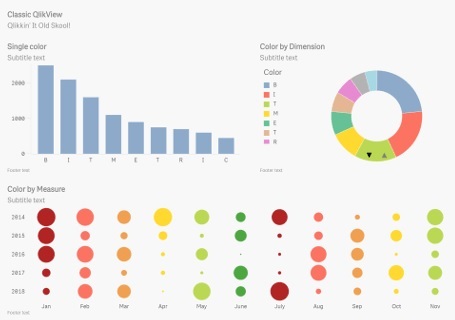 Classic QlikView
Qlikkin' It Old Skool!
Single color
Subtitle text
2000
1000
0
B I T M E T R I C
Footer text
Color by Dimension
Subtitle text
Color
B
I
T
M
E
T
R
Footer text
Color by Measure
Subtitle text
2014
2015
2016
2017
2018
Jan Feb Mar Apr May June July Aug Sep Oct Nov
Footer text